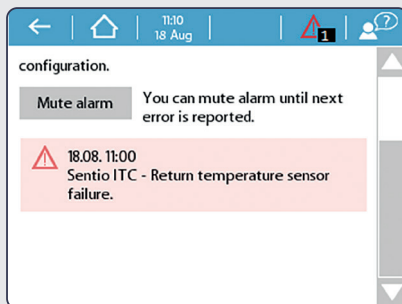 11:10
18 Aug
1
?
configuration.
Mute alarm
You can mute alarm until next
error is reported.
18.08. 11:00
Sentio ITC - Return temperature sensor
failure.